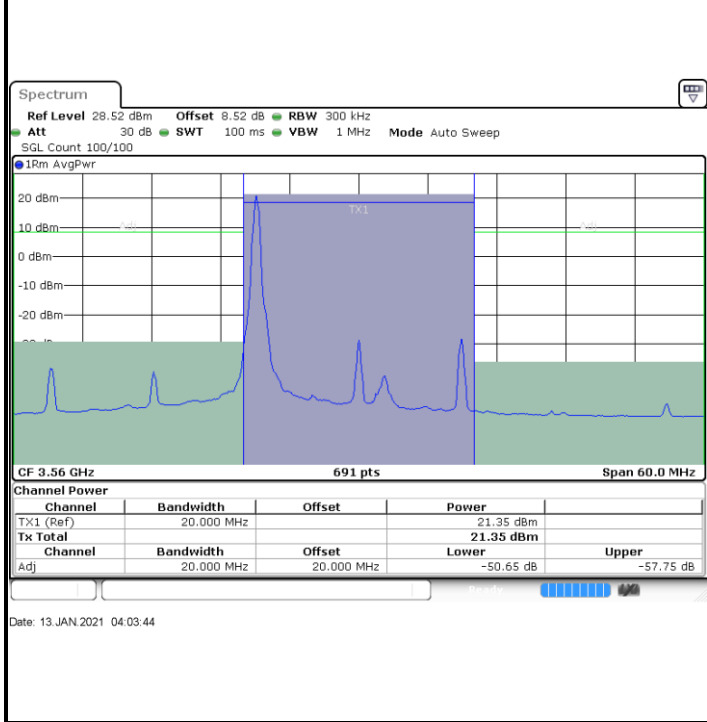 Spectrum
Ref Level 28.52 dBm Offset 8.52 dB RBW 300 kHz
Att 30 dB SWT 100 ms VBW 1 MHz Mode Auto Sweep
SGL Count 100/100
1Rm AvgPwr
20 dBm
TX1
10 dBm Adj Adj
0 dBm
-10 dBm
-20 dBm
CF 3.56 GHz 691 pts Span 60.0 MHz
Channel Power
Channel Bandwidth Offset Power
TX1 (Ref) 20.000 MHz 21.35 dBm
Tx Total 21.35 dBm
Channel Bandwidth Offset Lower Upper
Adj 20.000 MHz 20.000 MHz -50.65 dB -57.75 dB
Ready
Date: 13.JAN.2021 04:03:44